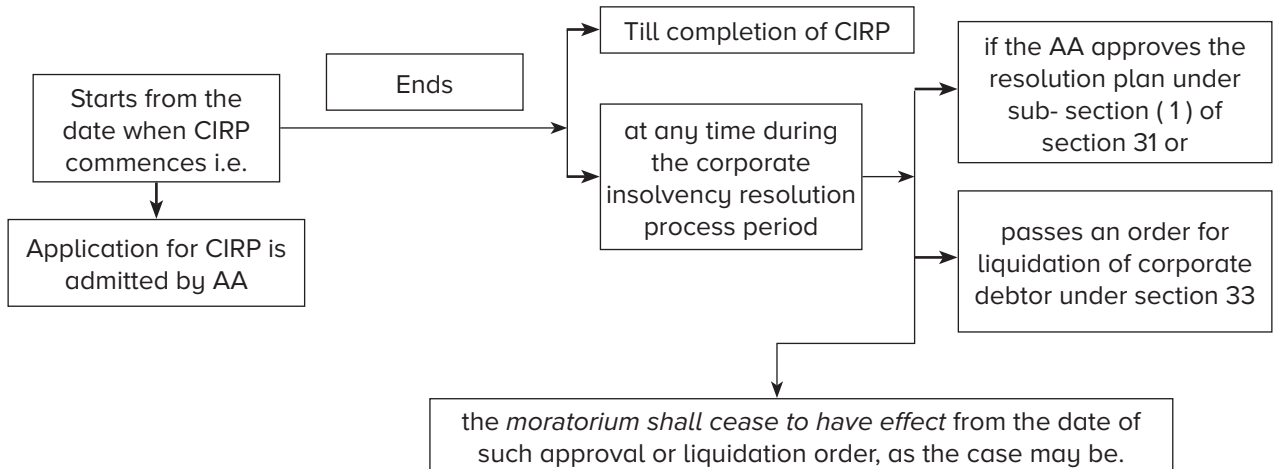 Starts from the
date when CIRP
commences i.e.
Application for CIRP is
admitted by AA
Ends
Till completion of CIRP
at any time during
the corporate
insolvency resolution
process period
if the AA approves the
resolution plan under
sub- section ( 1 ) of
section 31 or
passes an order for
liquidation of corporate
debtor under section 33
the moratorium shall cease to have effect from the date of
such approval or liquidation order, as the case may be.